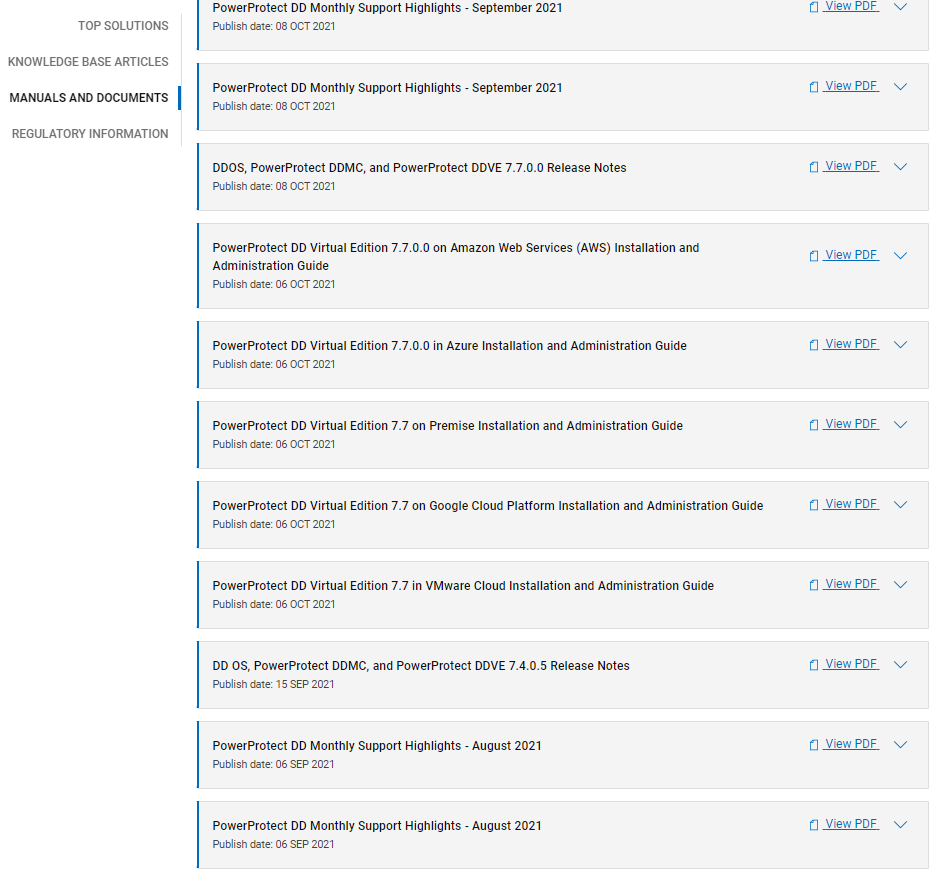 TOP SOLUTIONS
KNOWLEDGE BASE ARTICLES
MANUALS AND DOCUMENTS
REGULATORY INFORMATION
PowerProtect DD Monthly Support Highlights - September 2021
View PDF
Publish date: 08 OCT 2021
PowerProtect DD Monthly Support Highlights - September 2021
View PDF
Publish date: 08 OCT 2021
DDOS, PowerProtect DDMC, and PowerProtect DDVE 7.7.0.0 Release Notes
View PDF
Publish date: 08 OCT 2021
PowerProtect DD Virtual Edition 7.7.0.0 on Amazon Web Services (AWS) Installation and
Administration Guide
View PDF
Publish date: 06 OCT 2021
PowerProtect DD Virtual Edition 7.7.0.0 in Azure Installation and Administration Guide
View PDF
Publish date: 06 OCT 2021
PowerProtect DD Virtual Edition 7.7 on Premise Installation and Administration Guide
View PDF
Publish date: 06 OCT 2021
PowerProtect DD Virtual Edition 7.7 on Google Cloud Platform Installation and Administration Guide
View PDF
Publish date: 06 OCT 2021
PowerProtect DD Virtual Edition 7.7 in VMware Cloud Installation and Administration Guide
View PDF
Publish date: 06 OCT 2021
DD OS, PowerProtect DDMC, and PowerProtect DDVE 7.4.0.5 Release Notes
View PDF
Publish date: 15 SEP 2021
PowerProtect DD Monthly Support Highlights - August 2021
View PDF
Publish date: 06 SEP 2021
PowerProtect DD Monthly Support Highlights - August 2021
View PDF
Publish date: 06 SEP 2021